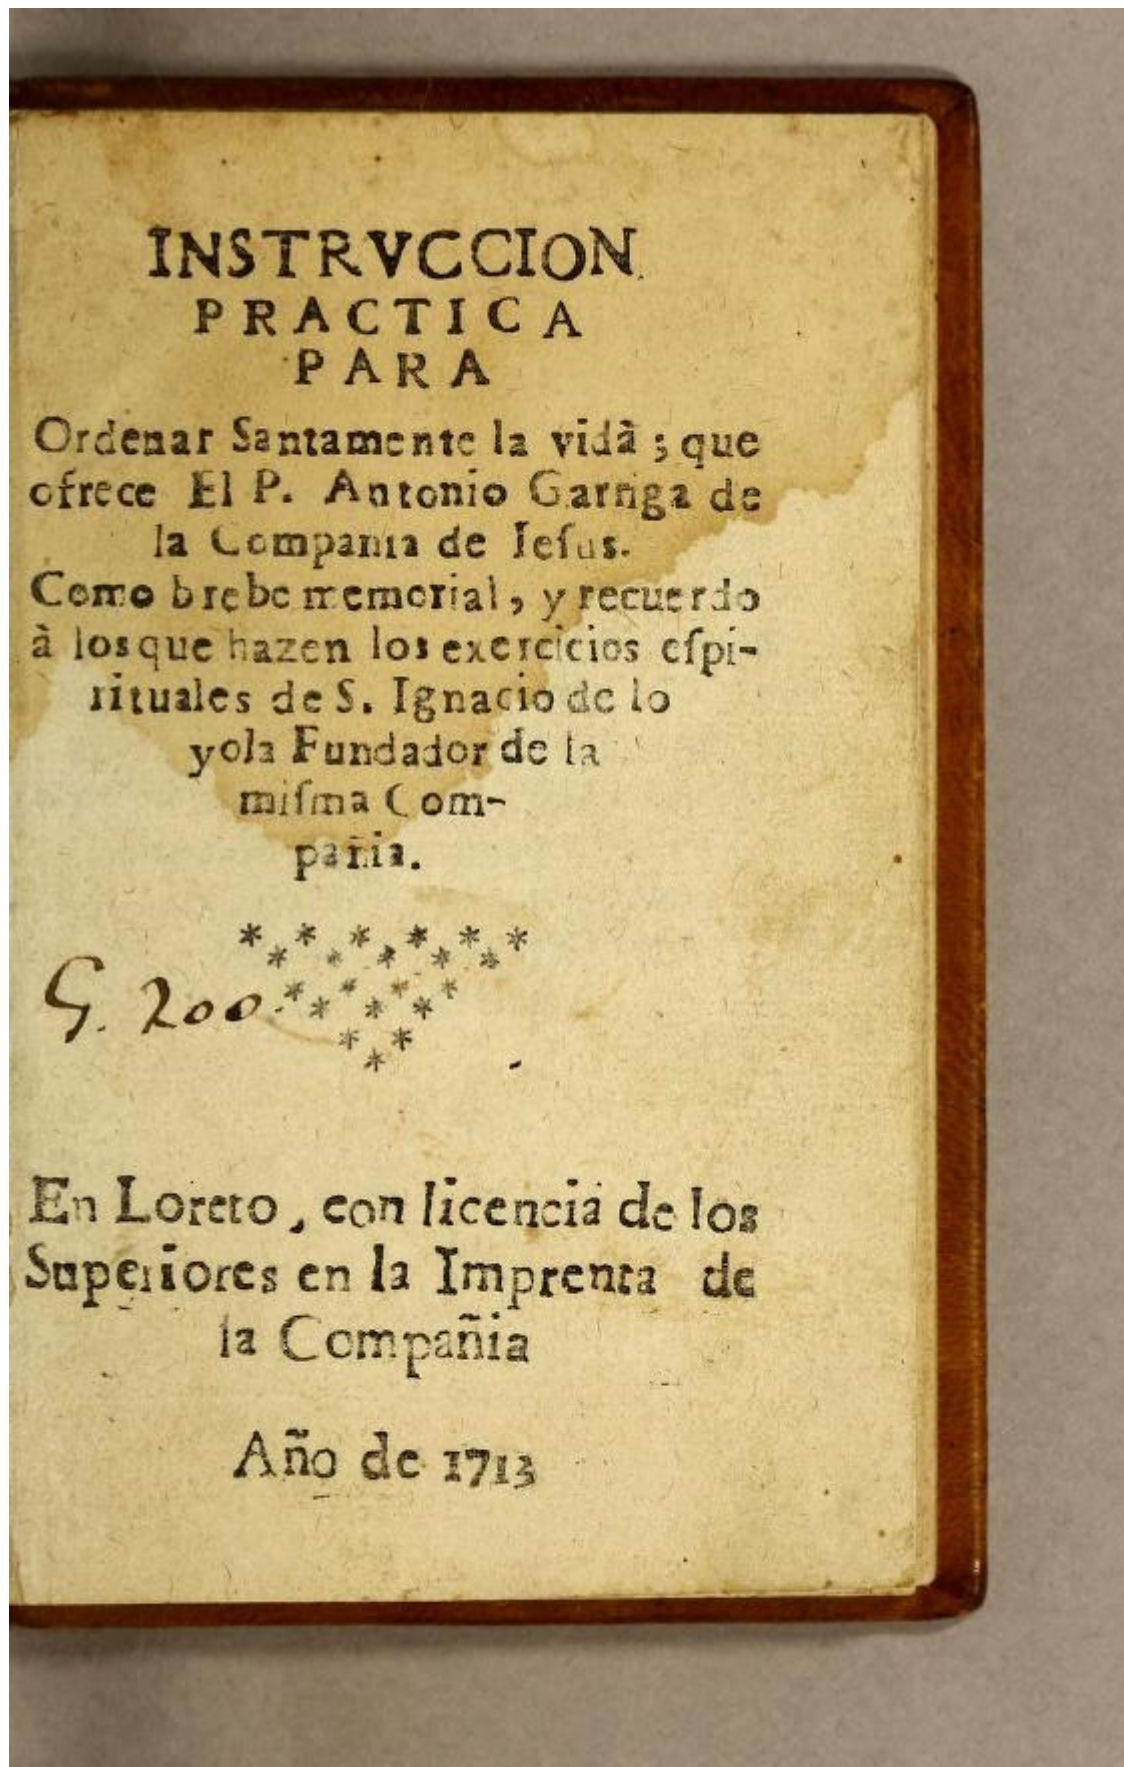 INSTRVCCION
PRACTICA
PARA
Ordenar Santamente la vidà ; que
ofrece El P. Antonio Garriga de
la Compania de Iesus.
Como brebe memorial, y recuerdo
à los que hazen los exercicios espi-
rituales de S. Ignacio de lo
yola Fundador de la
misma Com-
pañia.
* * * * * *
* * * * *
* * * *
* * *
* *
*
G. 200.
En Loreto, con licencia de los
Superiores en la Imprenta de
la Compañia
Año de 1713